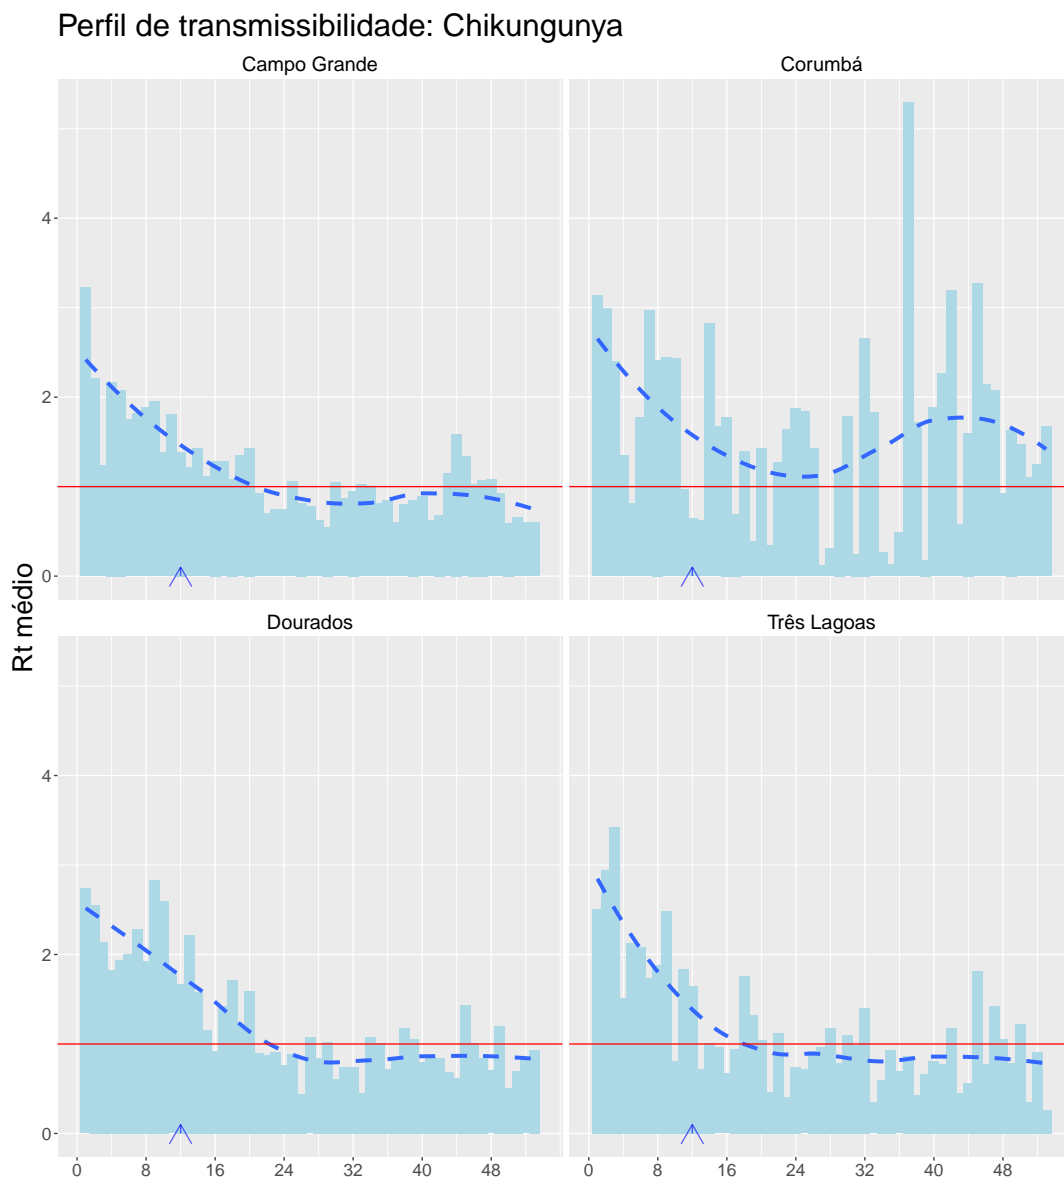 Perfil de transmissibilidade: Chikungunya
Campo Grande
Corumbá
4
2
0
Rt médio
Dourados
Três Lagoas
4
2
0
0 8 16 24 32 40 48
0 8 16 24 32 40 48